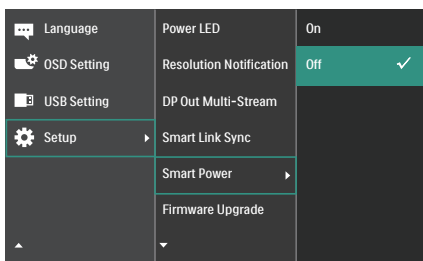 Language
OSD Setting
USB Setting
Setup
Power LED
Resolution Notification
DP Out Multi-Stream
Smart Link Sync
Smart Power
Firmware Upgrade
On
Off